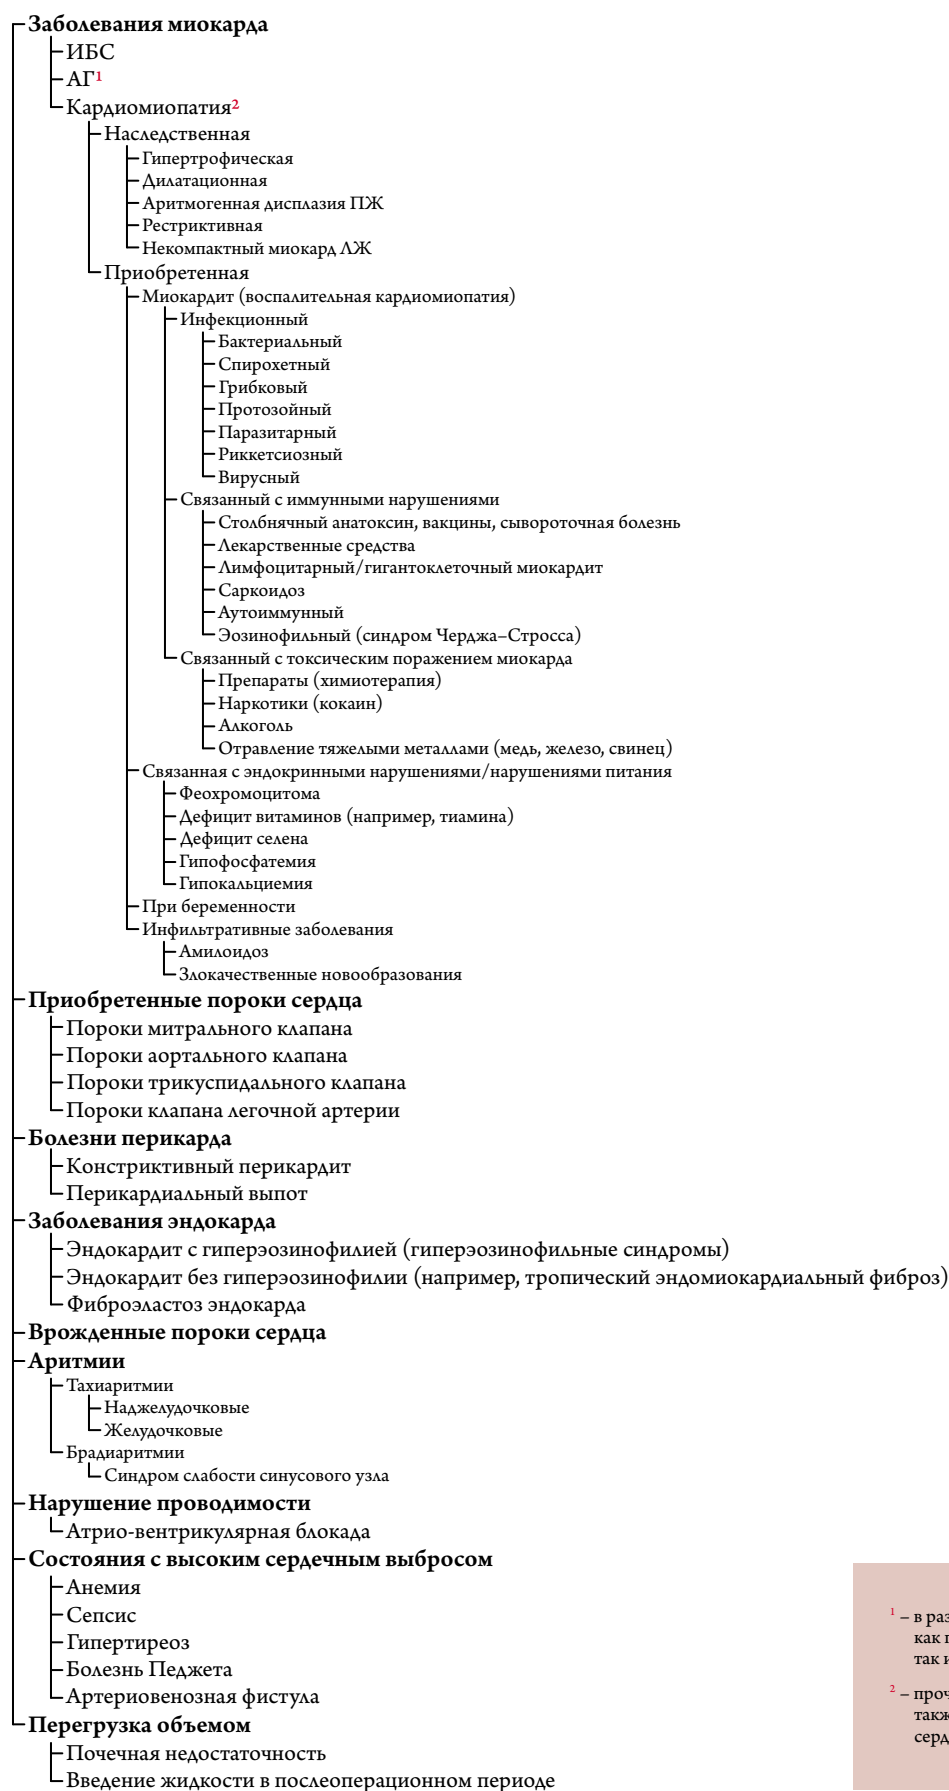 Заболевания миокарда
ИБС
АГ¹
Кардиомиопатия²
Наследственная
Гипертрофическая
Дилатационная
Аритмогенная дисплазия ПЖ
Рестриктивная
Некомпактный миокард ЛЖ
Приобретенная
Миокардит (воспалительная кардиомиопатия)
Инфекционный
Бактериальный
Спирохетный
Грибковый
Протозойный
Паразитарный
Риккетсиозный
Вирусный
Связанный с иммунными нарушениями
Столбнячный анатоксин, вакцины, сывороточная болезнь
Лекарственные средства
Лимфоцитарный/гигантоклеточный миокардит
Саркоидоз
Аутоиммунный
Эозинофильный (синдром Черджа–Стросса)
Связанный с токсическим поражением миокарда
Препараты (химиотерапия)
Наркотики (кокаин)
Алкоголь
Отравление тяжелыми металлами (медь, железо, свинец)
Связанная с эндокринными нарушениями/нарушениями питания
Феохромоцитома
Дефицит витаминов (например, тиамина)
Дефицит селена
Гипофосфатемия
Гипокальциемия
При беременности
Инфильтративные заболевания
Амилоидоз
Злокачественные новообразования
Приобретенные пороки сердца
Пороки митрального клапана
Пороки аортального клапана
Пороки трикуспидального клапана
Пороки клапана легочной артерии
Болезни перикарда
Констриктивный перикардит
Перикардиальный выпот
Заболевания эндокарда
Эндокардит с гиперэозинофилией (гиперэозинофильные синдромы)
Эндокардит без гиперэозинофилии (например, тропический эндомиокардиальный фиброз)
Фиброэластоз эндокарда
Врожденные пороки сердца
Аритмии
Тахиаритмии
Наджелудочковые
Желудочковые
Брадиаритмии
Синдром слабости синусового узла
Нарушение проводимости
Атрио-вентрикулярная блокада
Состояния с высоким сердечным выбросом
Анемия
Сепсис
Гипертиреоз
Болезнь Педжета
Артериовенозная фистула
Перегрузка объемом
Почечная недостаточность
Введение жидкости в послеоперационном периоде
¹ – в
как
так
²